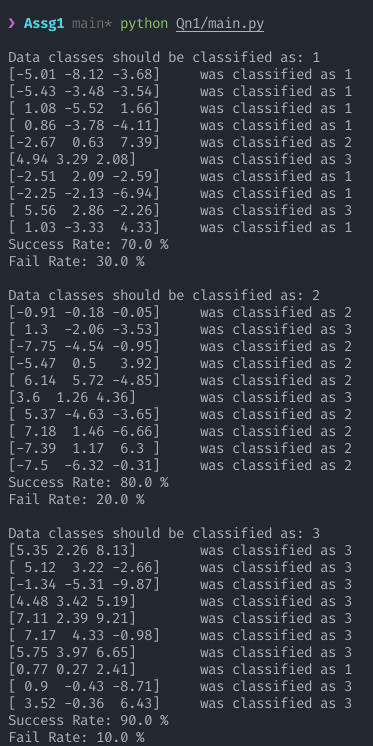 ❯ Assg1 main* python Qn1/main.py
Data classes should be classified as: 1
[-5.01 -8.12 -3.68] was classified as 1
[-5.43 -3.48 -3.54] was classified as 1
[ 1.08 -5.52  1.66] was classified as 1
[ 0.86 -3.78 -4.11] was classified as 1
[-2.67  0.63  7.39] was classified as 2
[4.94 3.29 2.08] was classified as 3
[-2.51  2.09 -2.59] was classified as 1
[-2.25 -2.13 -6.94] was classified as 1
[ 5.56  2.86 -2.26] was classified as 3
[ 1.03 -3.33  4.33] was classified as 1
Success Rate: 70.0 %
Fail Rate: 30.0 %
Data classes should be classified as: 2
[-0.91 -0.18 -0.05] was classified as 2
[ 1.3  -2.06 -3.53] was classified as 3
[-7.75 -4.54 -0.95] was classified as 2
[-5.47  0.5   3.92] was classified as 2
[ 6.14  5.72 -4.85] was classified as 2
[3.6  1.26 4.36] was classified as 3
[ 5.37 -4.63 -3.65] was classified as 2
[ 7.18  1.46 -6.66] was classified as 2
[-7.39  1.17  6.3 ] was classified as 2
[-7.5  -6.32 -0.31] was classified as 2
Success Rate: 80.0 %
Fail Rate: 20.0 %
Data classes should be classified as: 3
[5.35 2.26 8.13] was classified as 3
[ 5.12  3.22 -2.66] was classified as 3
[-1.34 -5.31 -9.87] was classified as 3
[4.48 3.42 5.19] was classified as 3
[7.11 2.39 9.21] was classified as 3
[ 7.17  4.33 -0.98] was classified as 3
[5.75 3.97 6.65] was classified as 3
[0.77 0.27 2.41] was classified as 1
[ 0.9  -0.43 -8.71] was classified as 3
[ 3.52 -0.36  6.43] was classified as 3
Success Rate: 90.0 %
Fail Rate: 10.0 %